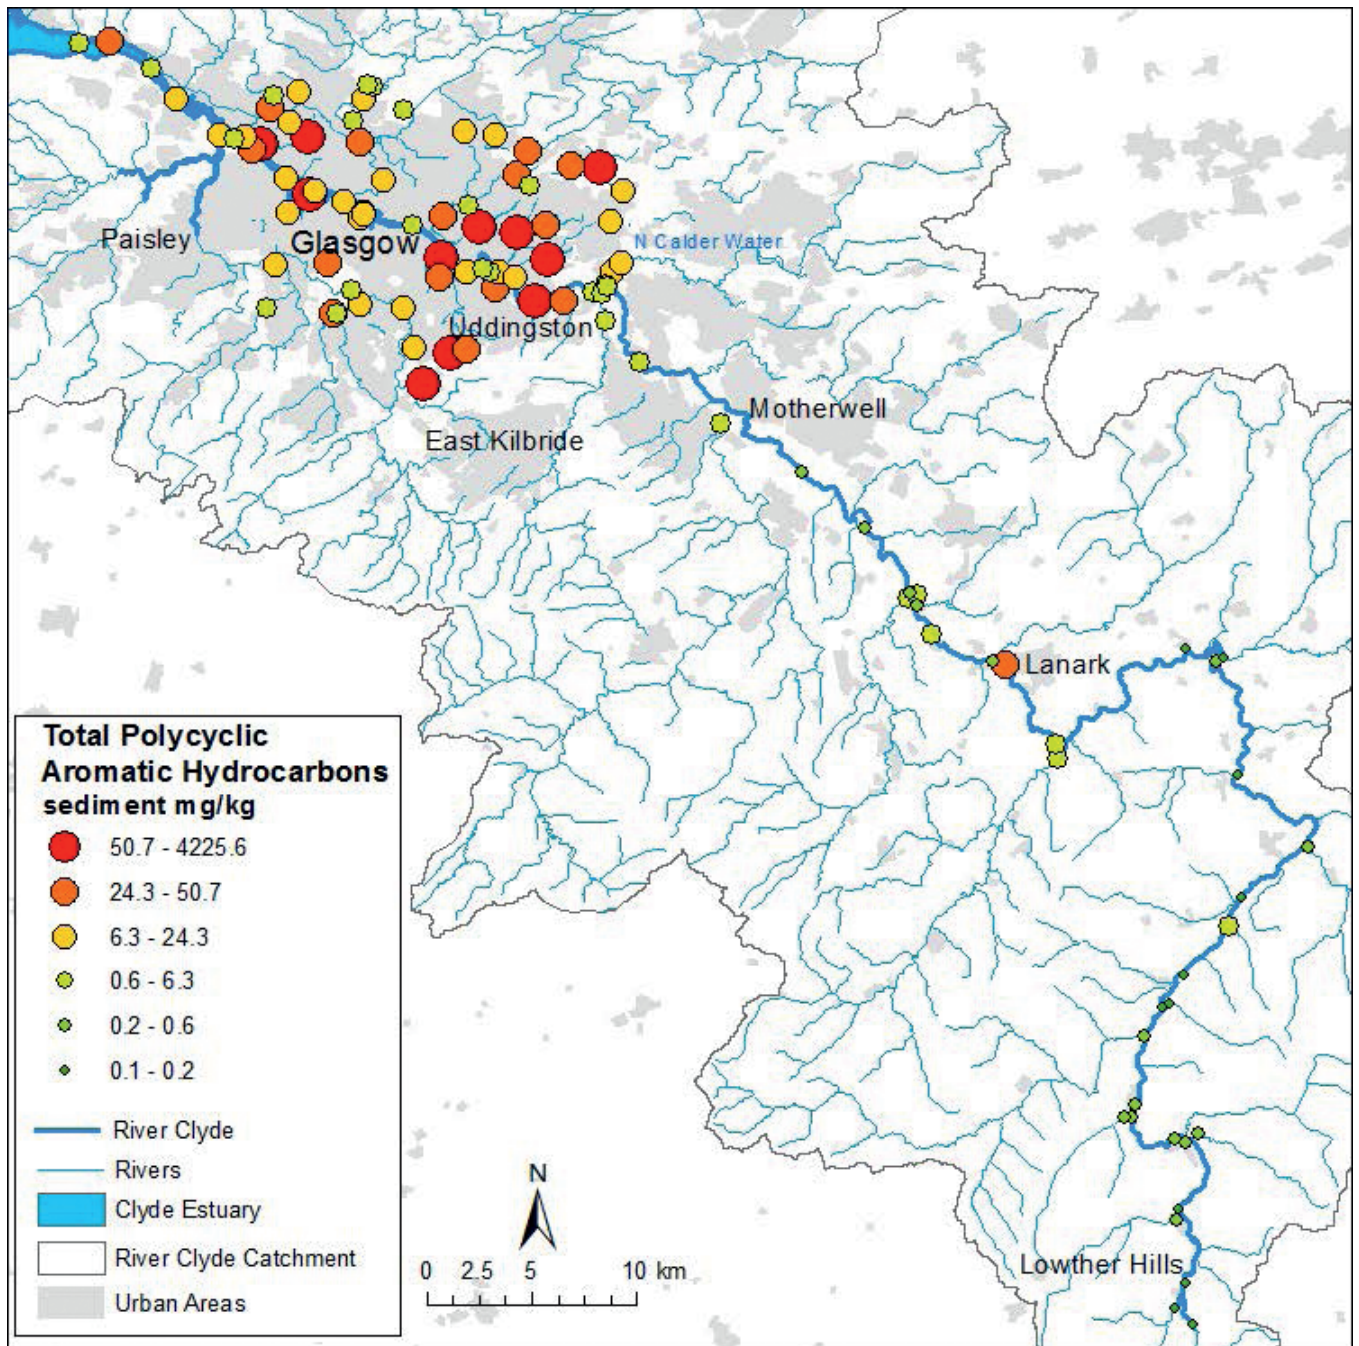 Paisley
Glasgow
N Calder Water
Uddingston
Motherwell
East Kilbride
Lanark
Total Polycyclic
Aromatic Hydrocarbons
sediment mg/kg
50.7 - 4225.6
24.3 - 50.7
6.3 - 24.3
0.6 - 6.3
0.2 - 0.6
0.1 - 0.2
River Clyde
Rivers
Clyde Estuary
River Clyde Catchment
Urban Areas
N
0 2.5 5 10 km
Lowther Hills